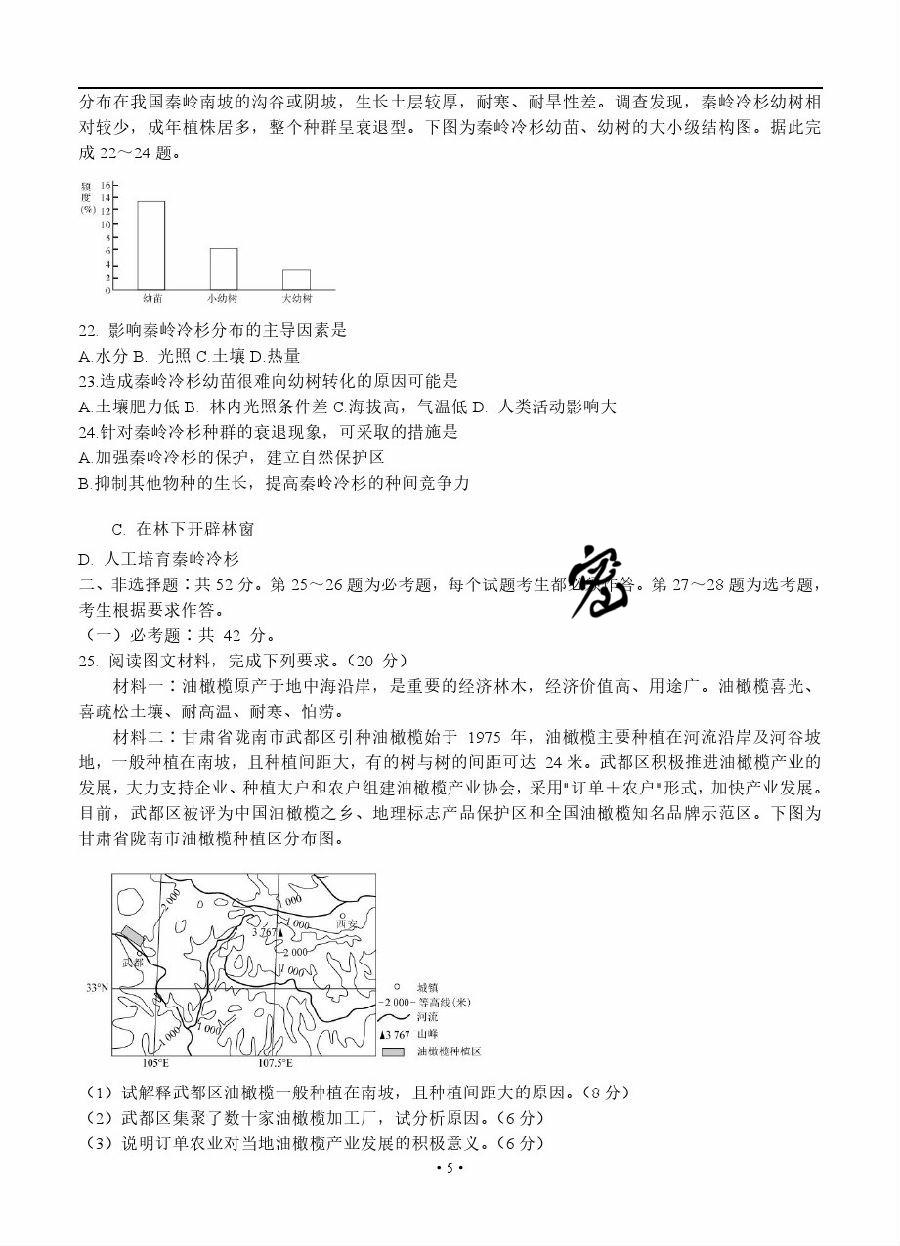 分布在我国秦岭南坡的沟谷或阴坡，生长土层较厚，耐寒、耐旱性差。调查发现，秦岭冷杉幼树相
对较少，成年植株居多，整个种群呈衰退型。下图为秦岭冷杉幼苗、幼树的大小级结构图。据此完
成 22～24 题。
频度(%)
16
14
12
10
8
6
4
2
0
幼苗 小幼树 大幼树
22. 影响秦岭冷杉分布的主导因素是
A.水分 B. 光照 C.土壤 D.热量
23.造成秦岭冷杉幼苗很难向幼树转化的原因可能是
A.土壤肥力低 B. 林内光照条件差 C.海拔高，气温低 D. 人类活动影响大
24.针对秦岭冷杉种群的衰退现象，可采取的措施是
A.加强秦岭冷杉的保护，建立自然保护区
B.抑制其他物种的生长，提高秦岭冷杉的种间竞争力
C. 在林下开辟林窗
D. 人工培育秦岭冷杉
二、非选择题：共 52 分。第 25～26 题为必考题，每个试题考生都必须作答。第 27～28 题为选考题，
考生根据要求作答。
（一）必考题：共 42 分。
25. 阅读图文材料，完成下列要求。（20 分）
材料一：油橄榄原产于地中海沿岸，是重要的经济林木，经济价值高、用途广。油橄榄喜光、
喜疏松土壤、耐高温、耐寒、怕涝。
材料二：甘肃省陇南市武都区引种油橄榄始于 1975 年，油橄榄主要种植在河流沿岸及河谷坡
地，一般种植在南坡，且种植间距大，有的树与树的间距可达 24 米。武都区积极推进油橄榄产业的
发展，大力支持企业、种植大户和农户组建油橄榄产业协会，采用"订单＋农户"形式，加快产业发展。
目前，武都区被评为中国油橄榄之乡、地理标志产品保护区和全国油橄榄知名品牌示范区。下图为
甘肃省陇南市油橄榄种植区分布图。
2 000
1 000
西安
1 000
3 767
2 000
武都
1 000
33°N
1 000
1 000
105°E 107.5°E
城镇
2 000 等高线(米)
河流
▲3 767 山峰
油橄榄种植区
密
（1）试解释武都区油橄榄一般种植在南坡，且种植间距大的原因。（8 分）
（2）武都区集聚了数十家油橄榄加工厂，试分析原因。（6 分）
（3）说明订单农业对当地油橄榄产业发展的积极意义。（6 分）
• 5 •